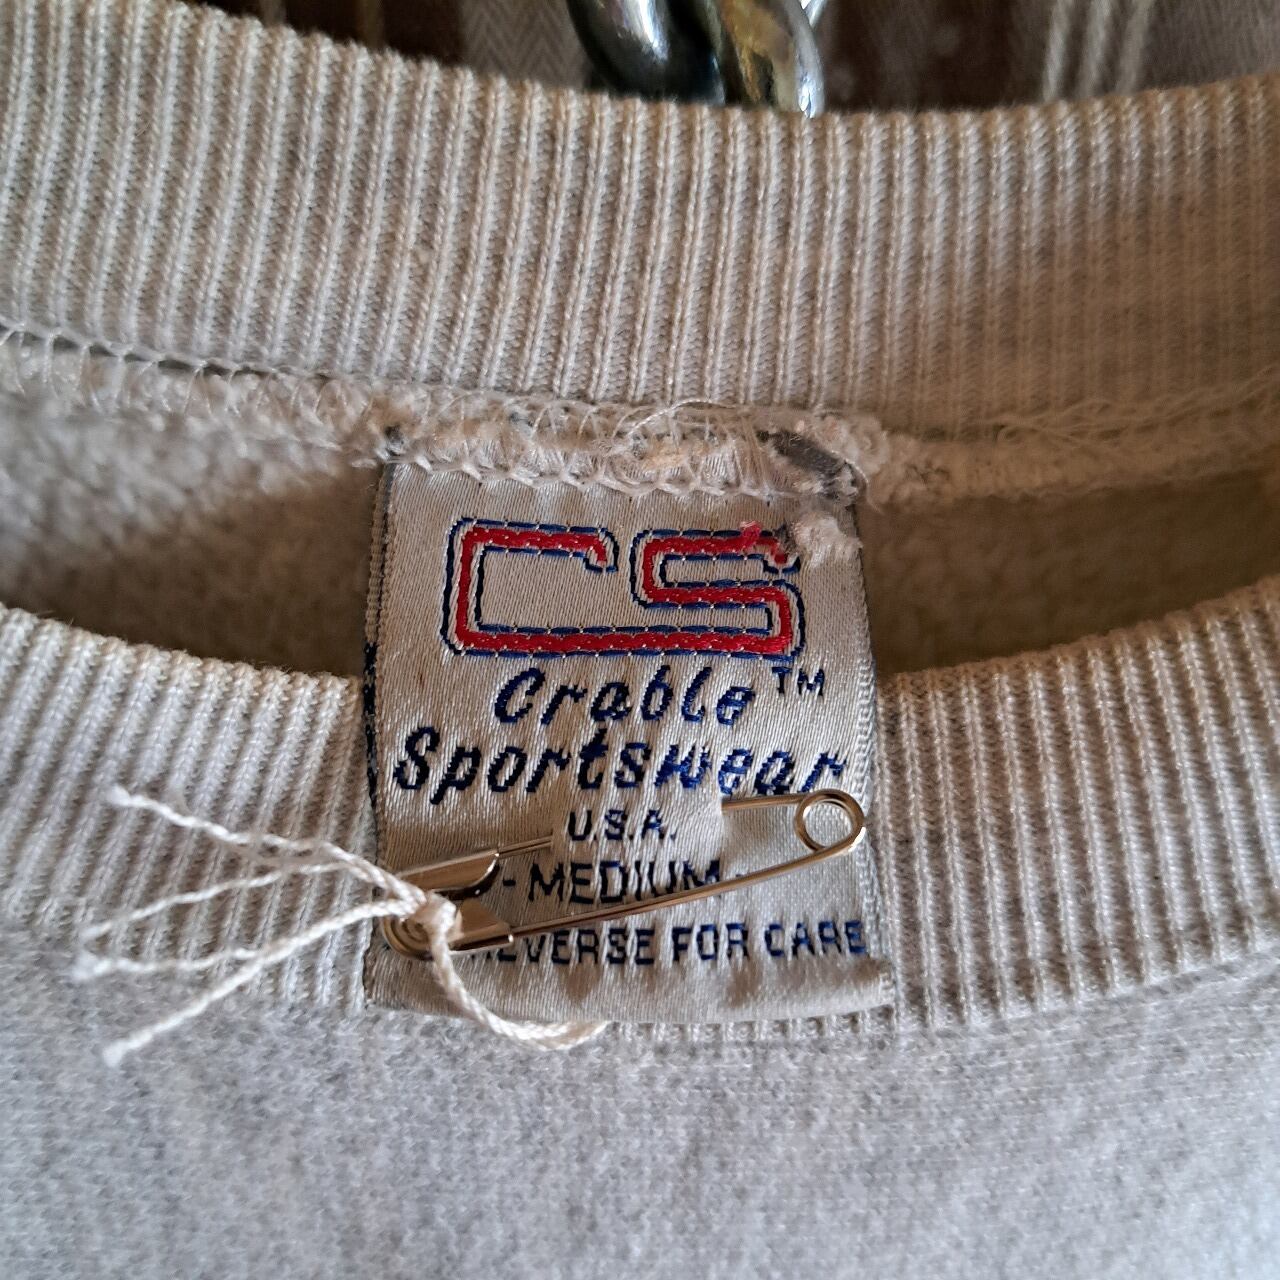 CS
Crable™
Sportswear
U.S.A.
- MEDIUM -
REVERSE FOR CARE